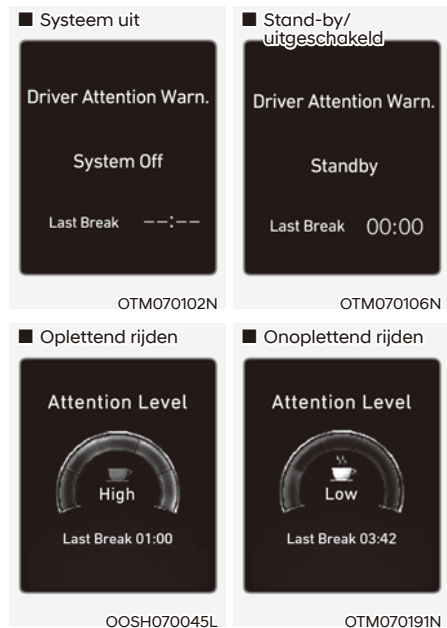 ■ Systeem uit
Driver Attention Warn.
System Off
Last Break --:--
OTM070102N
■ Stand-by/
uitgeschakeld
Driver Attention Warn.
Standby
Last Break 00:00
OTM070106N
■ Oplettend rijden
Attention Level
High
Last Break 01:00
OOSH070045L
■ Onoplettend rijden
Attention Level
Low
Last Break 03:42
OTM070191N